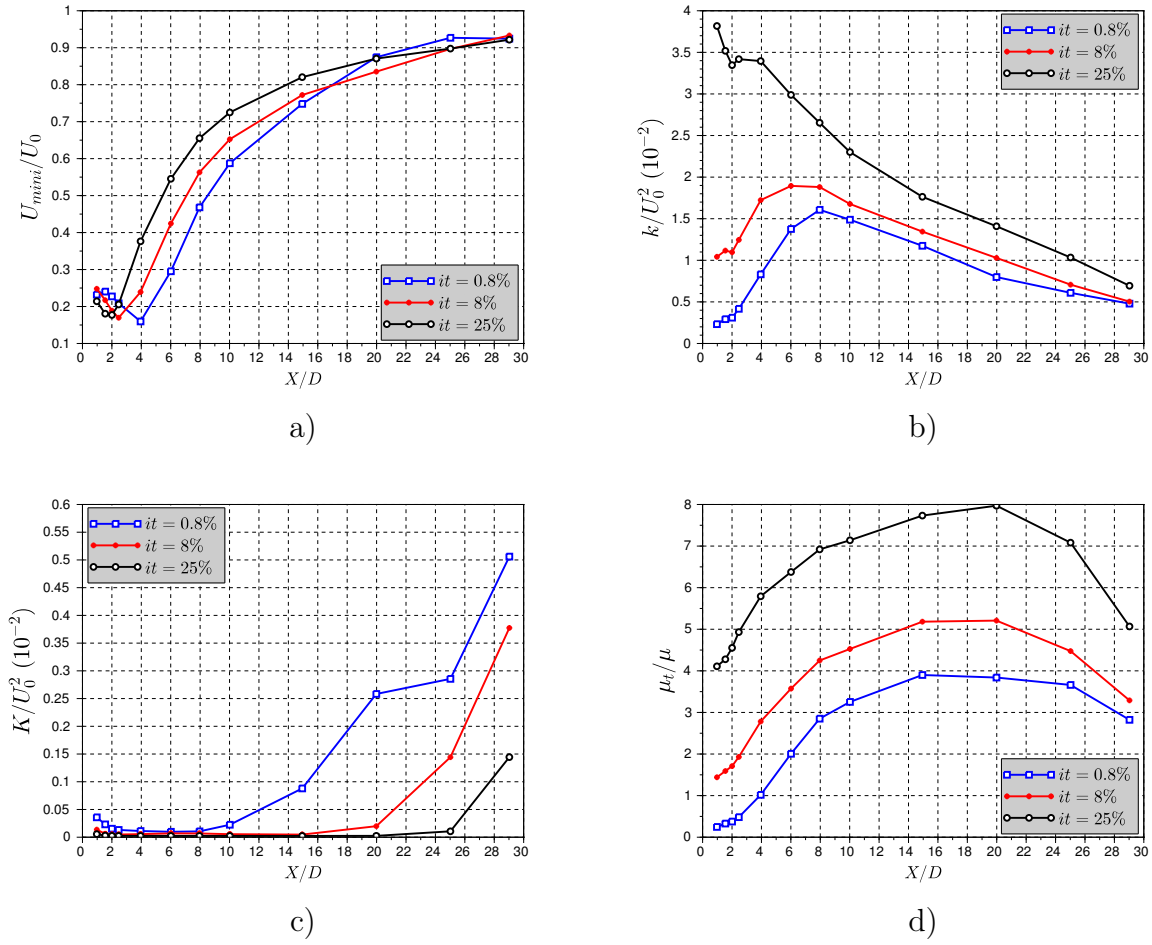 1
0.9
0.8
0.7
0.6
0.5
0.4
0.3
0.2
0.1
U_{mini}/U_0
0 2 4 6 8 10 12 14 16 18 20 22 24 26 28 30
X/D
it = 0.8%
it = 8%
it = 25%
a)
4
3.5
3
2.5
2
1.5
1
0.5
0
k/U_0^2 (10^{-2})
0 2 4 6 8 10 12 14 16 18 20 22 24 26 28 30
X/D
it = 0.8%
it = 8%
it = 25%
b)
0.6
0.55
0.5
0.45
0.4
0.35
0.3
0.25
0.2
0.15
0.1
0.05
0
K/U_0^2 (10^{-2})
0 2 4 6 8 10 12 14 16 18 20 22 24 26 28 30
X/D
it = 0.8%
it = 8%
it = 25%
c)
8
7
6
5
4
3
2
1
0
μ_t/μ
0 2 4 6 8 10 12 14 16 18 20 22 24 26 28 30
X/D
it = 0.8%
it = 8%
it = 25%
d)